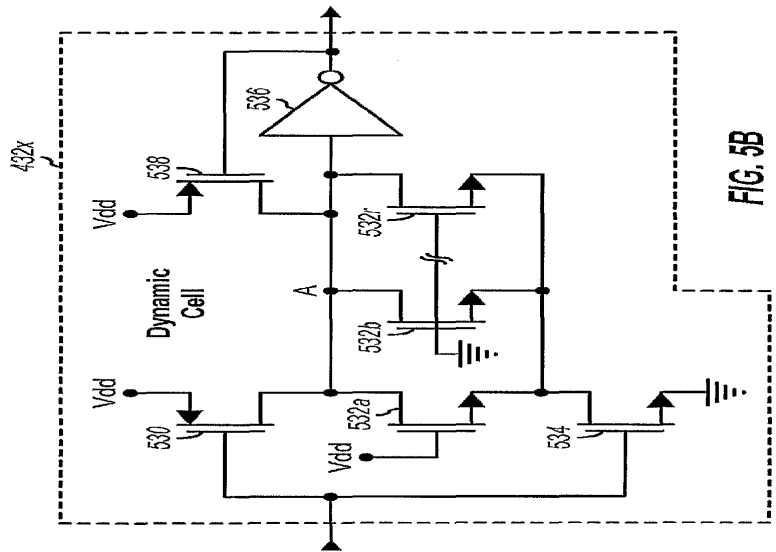 432x
Vdd
Dynamic
Cell
Vdd
530
538
A
536
Vdd
532a
532b
532r
534
FIG. 5B